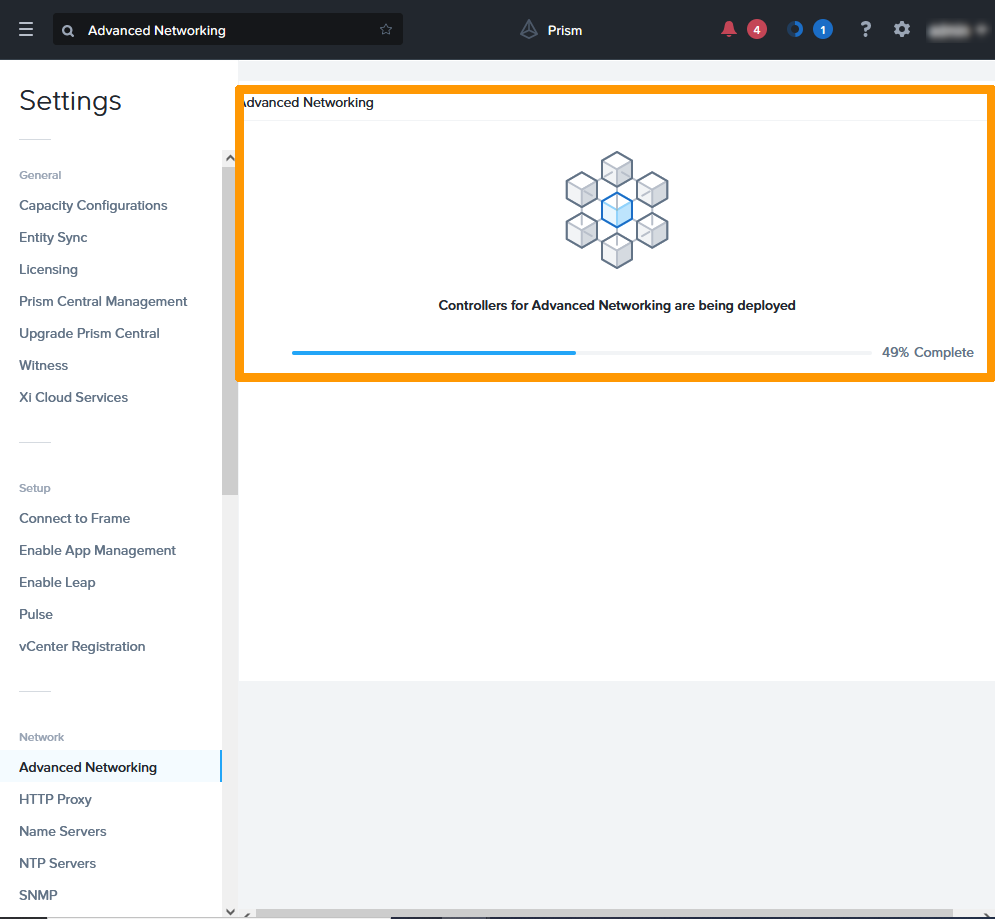 Advanced Networking
Prism
4
1
?
Settings
General
Capacity Configurations
Entity Sync
Licensing
Prism Central Management
Upgrade Prism Central
Witness
Xi Cloud Services
Setup
Connect to Frame
Enable App Management
Enable Leap
Pulse
vCenter Registration
Network
Advanced Networking
HTTP Proxy
Name Servers
NTP Servers
SNMP
Advanced Networking
Controllers for Advanced Networking are being deployed
49% Complete